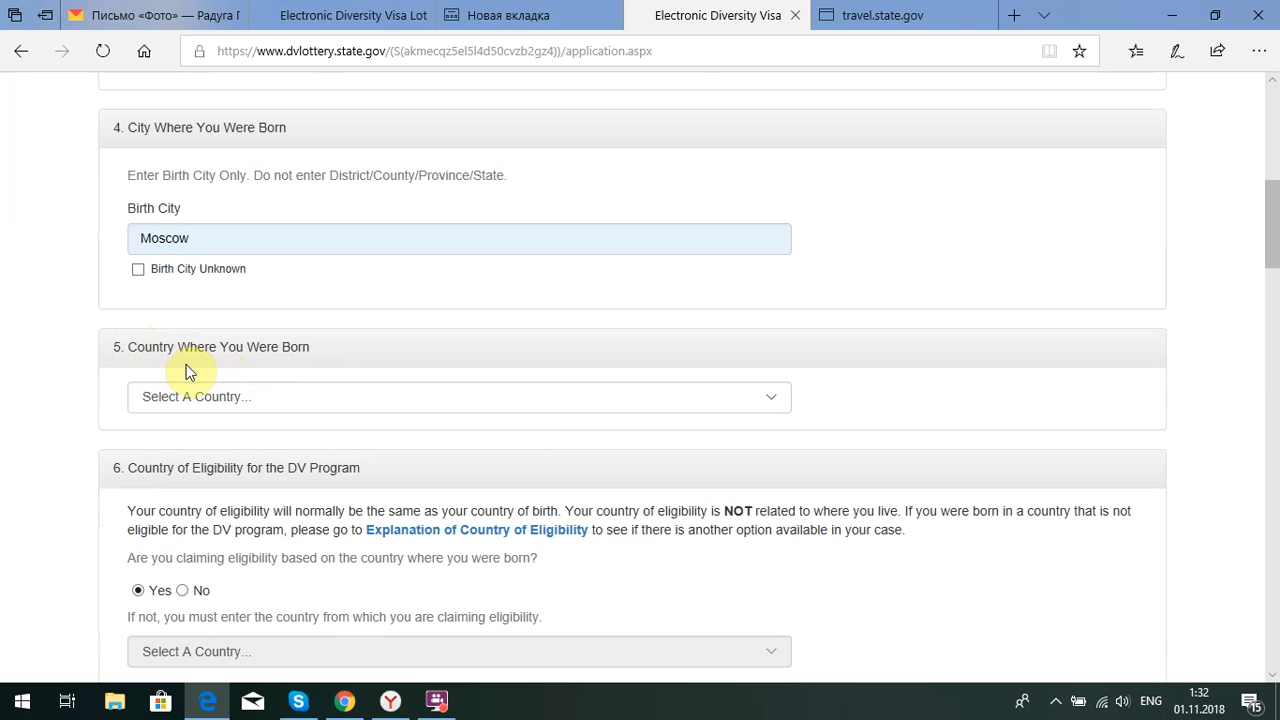 Письмо «Фото» — Радуга Г
Electronic Diversity Visa Lot
Новая вкладка
Electronic Diversity Visa
travel.state.gov
https://www.dvlottery.state.gov/(S(akmecqz5el5l4d50cvzb2gz4))/application.aspx
4. City Where You Were Born
Enter Birth City Only. Do not enter District/County/Province/State.
Birth City
Moscow
Birth City Unknown
5. Country Where You Were Born
Select A Country...
6. Country of Eligibility for the DV Program
Your country of eligibility will normally be the same as your country of birth. Your country of eligibility is NOT related to where you live. If you were born in a country that is not
eligible for the DV program, please go to Explanation of Country of Eligibility to see if there is another option available in your case.
Are you claiming eligibility based on the country where you were born?
Yes No
If not, you must enter the country from which you are claiming eligibility.
Select A Country...
ENG
1:32
01.11.2018
15